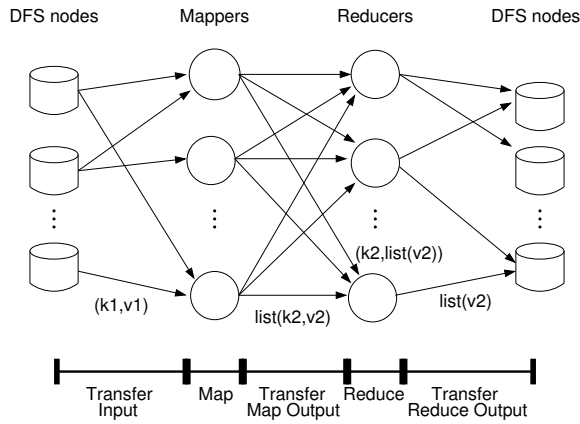 DFS nodes Mappers Reducers DFS nodes
(k1,v1)
list(k2,v2)
(k2,list(v2))
list(v2)
Transfer Input
Map
Transfer Map Output
Reduce
Transfer Reduce Output